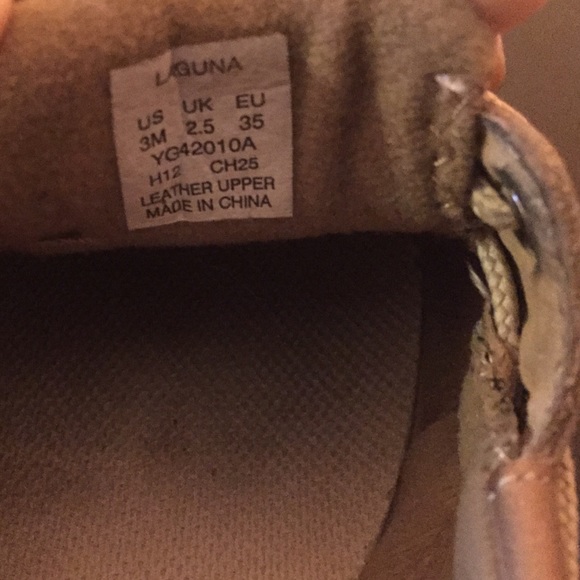 LAGUNA
US UK EU
3M 2.5 35
YG42010A
H12 CH25
LEATHER UPPER
MADE IN CHINA